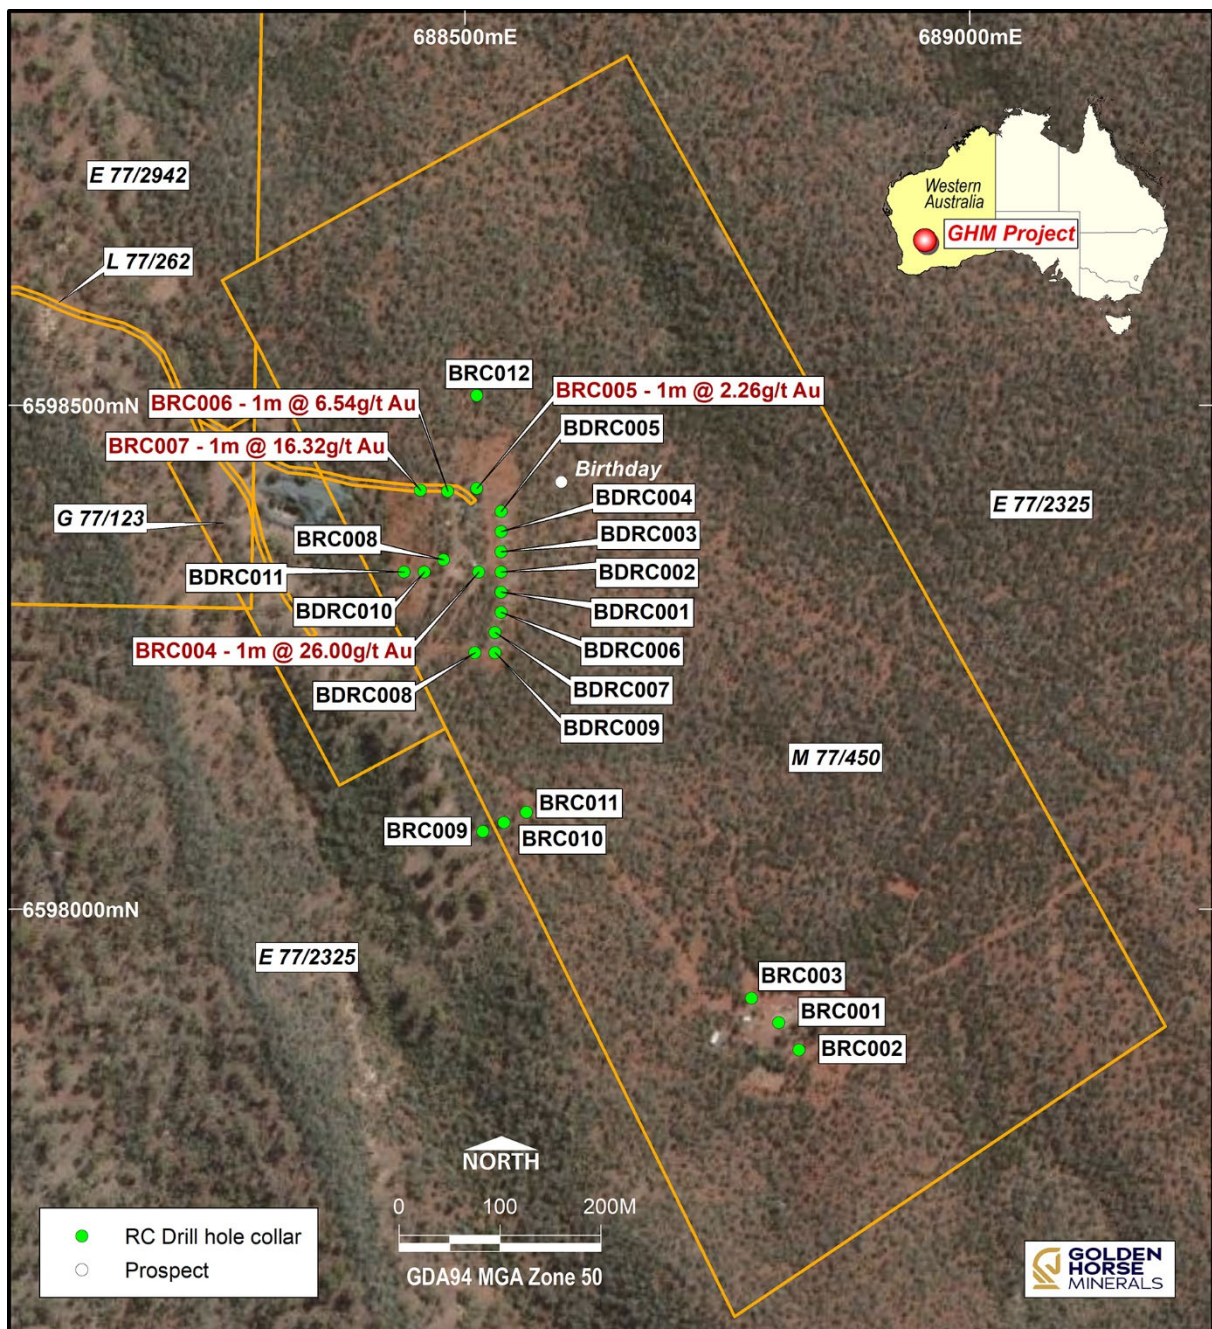 688500mE
689000mE
E 77/2942
Western
Australia
GHM Project
L 77/262
BRC012
BRC005 - 1m @ 2.26g/t Au
BRC006 - 1m @ 6.54g/t Au
6598500mN
BDRC005
BRC007 - 1m @ 16.32g/t Au
Birthday
BDRC004
E 77/2325
G 77/123
BDRC003
BRC008
BDRC002
BDRC011
BDRC010
BDRC001
BRC004 - 1m @ 26.00g/t Au
BDRC006
BDRC008
BDRC007
BDRC009
M 77/450
BRC011
BRC009
BRC010
6598000mN
E 77/2325
BRC003
BRC001
BRC002
NORTH
0 100 200M
GDA94 MGA Zone 50
RC Drill hole collar
Prospect
GOLDEN
HORSE
MINERALS